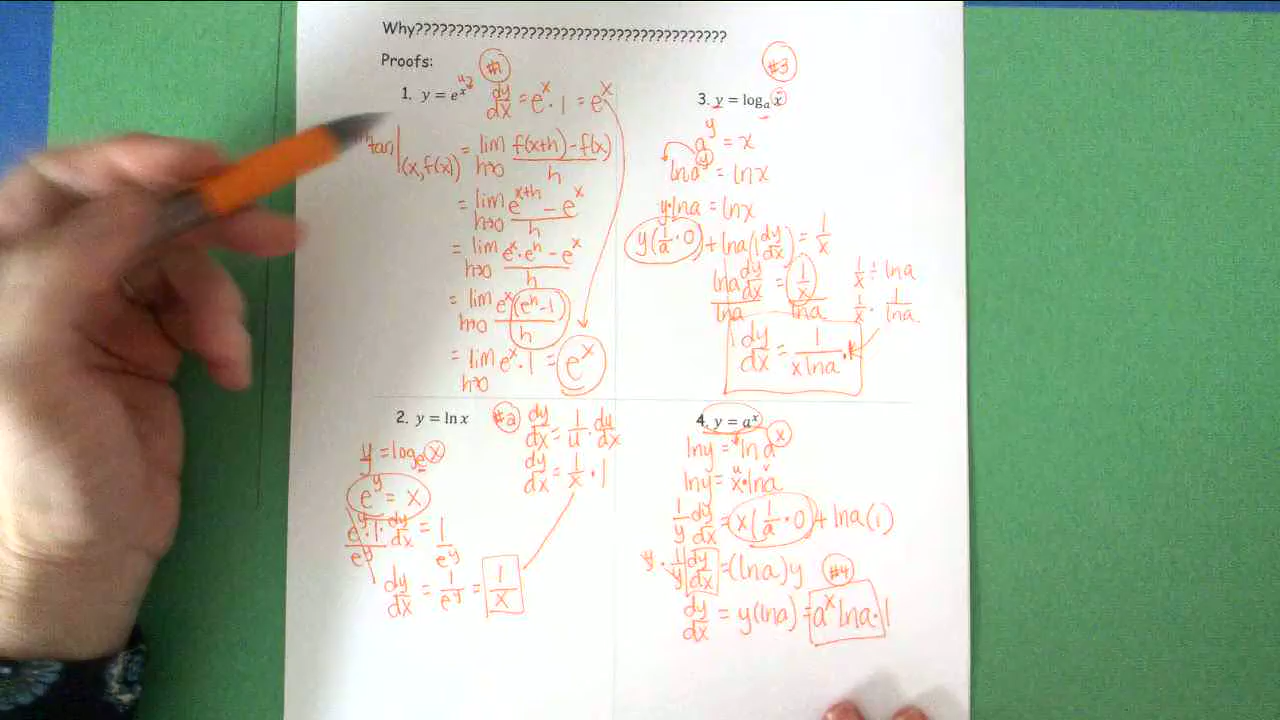 Why??????????????????????????????????????
Proofs:
1. y = e^x #1 dy/dx = e^x · 1 = e^x
tan|(x, f(x)) = lim h→0 f(x+h) – f(x) / h
= lim h→0 e^(x+h) – e^x / h
= lim h→0 e^x · e^h – e^x / h
= lim h→0 e^x (e^h – 1) / h
= lim h→0 e^x · 1 = e^x
2. y = ln x #2 dy/dx = 1/u · du/dx
y = log_e (x) dy/dx = 1/x · 1
e^y = x
e^y · 1 · dy/dx / e^y = 1 / e^y
dy/dx = 1/e^y = 1/x
#3
3. y = log_a x
a^y = x
ln a^y = ln x
y · ln a = ln x
y(1/a · 0) + ln a (1 dy/dx) = 1/x
ln a dy/dx / ln a = 1/x / ln a 1/x ÷ ln a
1/x · 1/ln a
dy/dx = 1 / x ln a ·
4. y = a^x
ln y = ln a^x
ln y = x · ln a
1/y dy/dx = x(1/a · 0) + ln a (1)
y · 1/y dy/dx = (ln a) y #4
dy/dx = y (ln a) = a^x ln a · 1